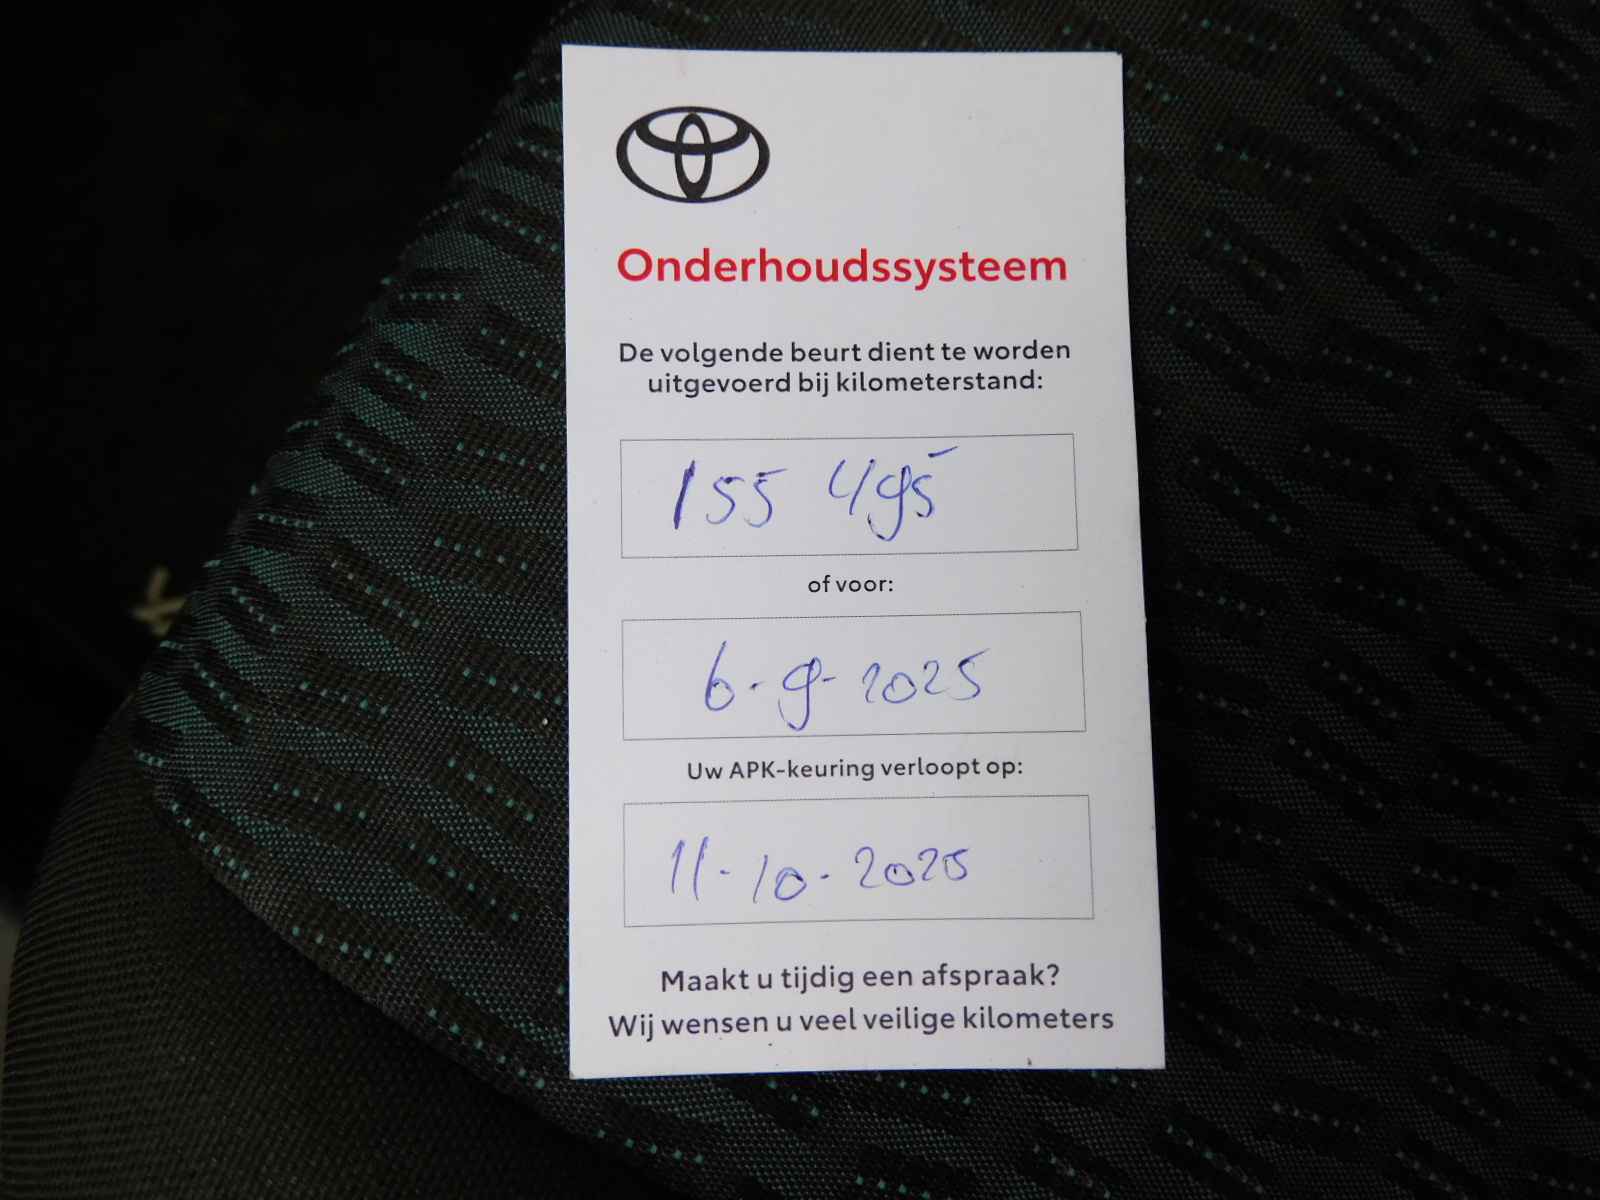 Onderhoudssysteem
De volgende beurt dient te worden
uitgevoerd bij kilometerstand:
155 495
of voor:
6-9-2025
Uw APK-keuring verloopt op:
11-10-2025
Maakt u tijdig een afspraak?
Wij wensen u veel veilige kilometers